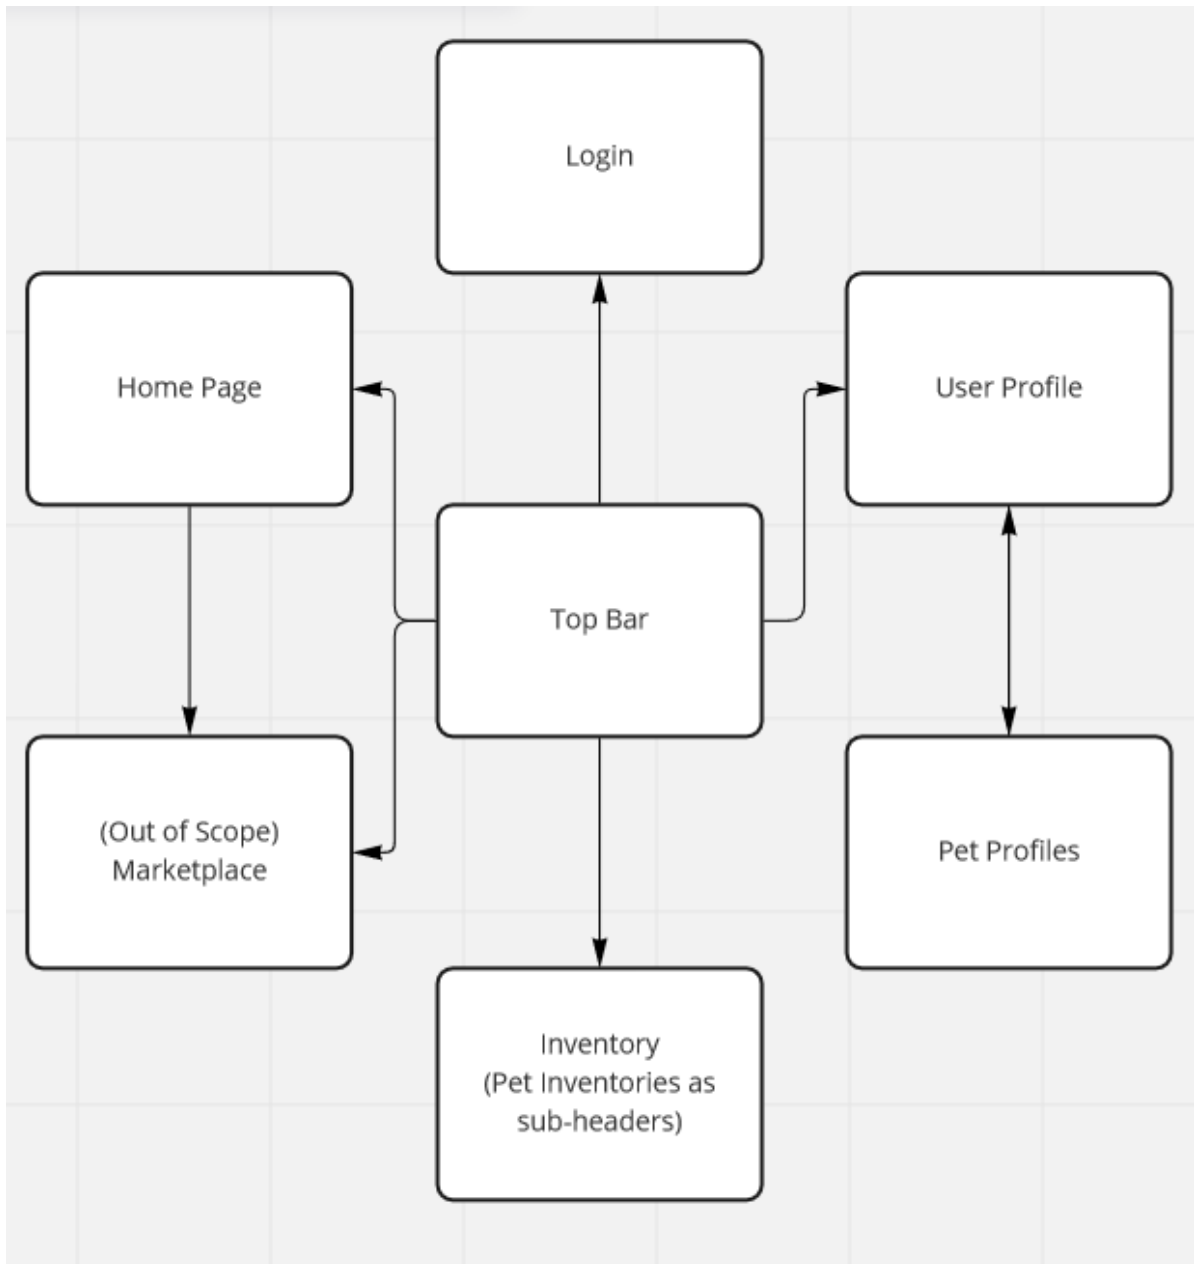 Login
Home Page
User Profile
Top Bar
(Out of Scope)
Marketplace
Pet Profiles
Inventory
(Pet Inventories as
sub-headers)